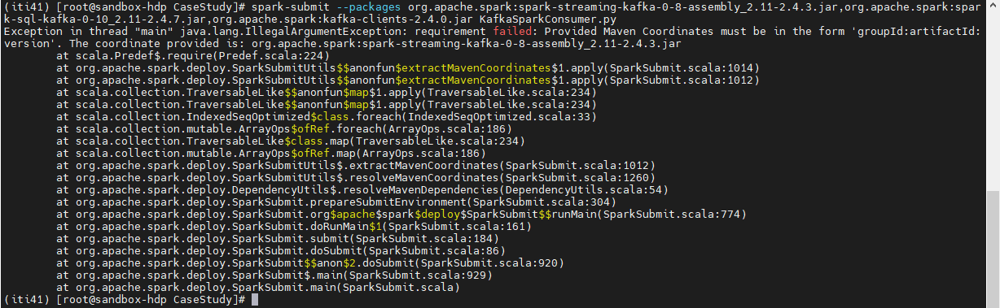 (iti41) [root@sandbox-hdp CaseStudy]# spark-submit --packages org.apache.spark:spark-streaming-kafka-0-8-assembly_2.11-2.4.3.jar,org.apache.spark:spar
k-sql-kafka-0-10_2.11-2.4.7.jar,org.apache.spark:kafka-clients-2.4.0.jar KafkaSparkConsumer.py
Exception in thread "main" java.lang.IllegalArgumentException: requirement failed: Provided Maven Coordinates must be in the form 'groupId:artifactId:
version'. The coordinate provided is: org.apache.spark:spark-streaming-kafka-0-8-assembly_2.11-2.4.3.jar
        at scala.Predef$.require(Predef.scala:224)
        at org.apache.spark.deploy.SparkSubmitUtils$$anonfun$extractMavenCoordinates$1.apply(SparkSubmit.scala:1014)
        at org.apache.spark.deploy.SparkSubmitUtils$$anonfun$extractMavenCoordinates$1.apply(SparkSubmit.scala:1012)
        at scala.collection.TraversableLike$$anonfun$map$1.apply(TraversableLike.scala:234)
        at scala.collection.TraversableLike$$anonfun$map$1.apply(TraversableLike.scala:234)
        at scala.collection.IndexedSeqOptimized$class.foreach(IndexedSeqOptimized.scala:33)
        at scala.collection.mutable.ArrayOps$ofRef.foreach(ArrayOps.scala:186)
        at scala.collection.TraversableLike$class.map(TraversableLike.scala:234)
        at scala.collection.mutable.ArrayOps$ofRef.map(ArrayOps.scala:186)
        at org.apache.spark.deploy.SparkSubmitUtils$.extractMavenCoordinates(SparkSubmit.scala:1012)
        at org.apache.spark.deploy.SparkSubmitUtils$.resolveMavenCoordinates(SparkSubmit.scala:1260)
        at org.apache.spark.deploy.DependencyUtils$.resolveMavenDependencies(DependencyUtils.scala:54)
        at org.apache.spark.deploy.SparkSubmit.prepareSubmitEnvironment(SparkSubmit.scala:304)
        at org.apache.spark.deploy.SparkSubmit.org$apache$spark$deploy$SparkSubmit$$runMain(SparkSubmit.scala:774)
        at org.apache.spark.deploy.SparkSubmit.doRunMain$1(SparkSubmit.scala:161)
        at org.apache.spark.deploy.SparkSubmit.submit(SparkSubmit.scala:184)
        at org.apache.spark.deploy.SparkSubmit.doSubmit(SparkSubmit.scala:86)
        at org.apache.spark.deploy.SparkSubmit$$anon$2.doSubmit(SparkSubmit.scala:920)
        at org.apache.spark.deploy.SparkSubmit$.main(SparkSubmit.scala:929)
        at org.apache.spark.deploy.SparkSubmit.main(SparkSubmit.scala)
(iti41) [root@sandbox-hdp CaseStudy]#